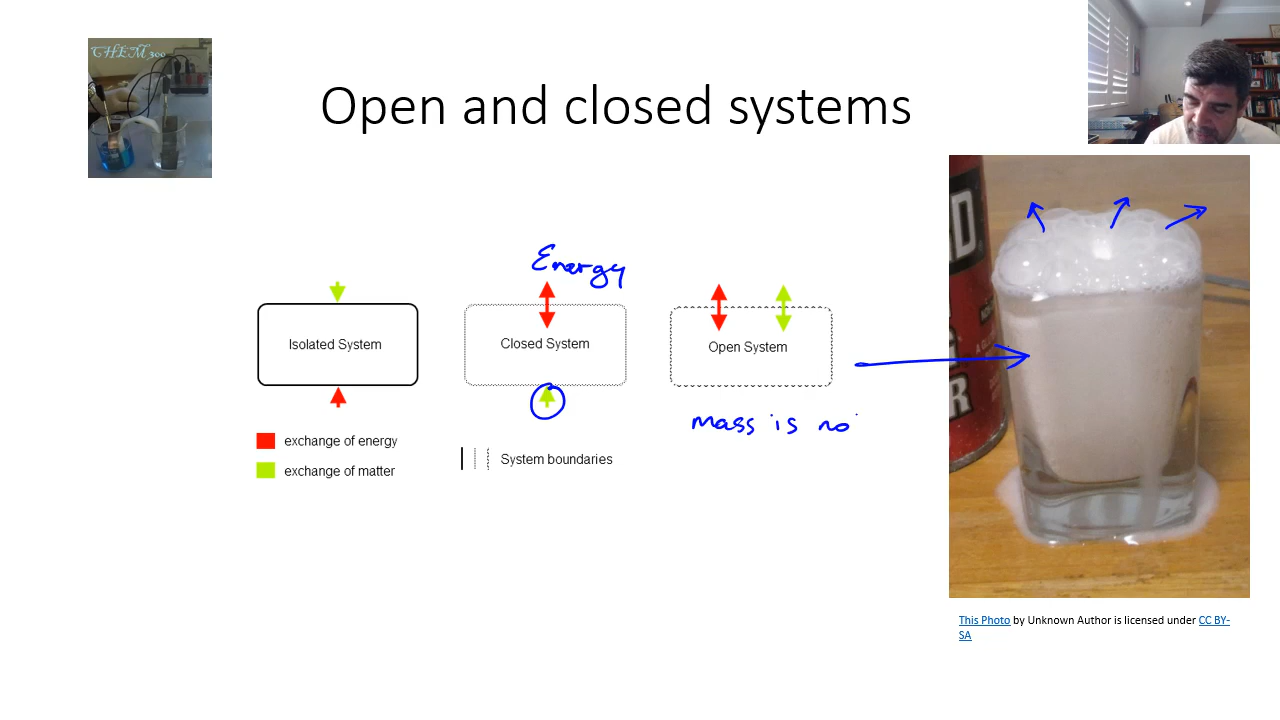 CHEM 300
Open and closed systems
Energy
Isolated System
Closed System
Open System
mass is no
exchange of energy
exchange of matter
System boundaries
This Photo by Unknown Author is licensed under CC BY-
SA